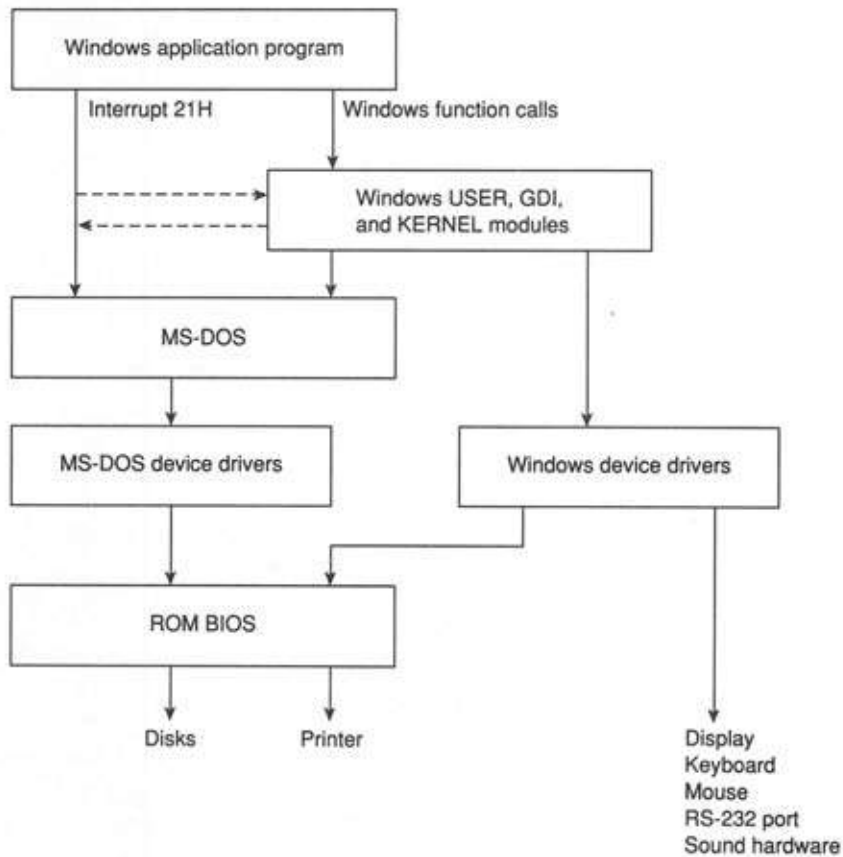 Windows application program
Interrupt 21H
Windows function calls
Windows USER, GDI,
and KERNEL modules
MS-DOS
MS-DOS device drivers
Windows device drivers
ROM BIOS
Disks
Printer
Display
Keyboard
Mouse
RS-232 port
Sound hardware